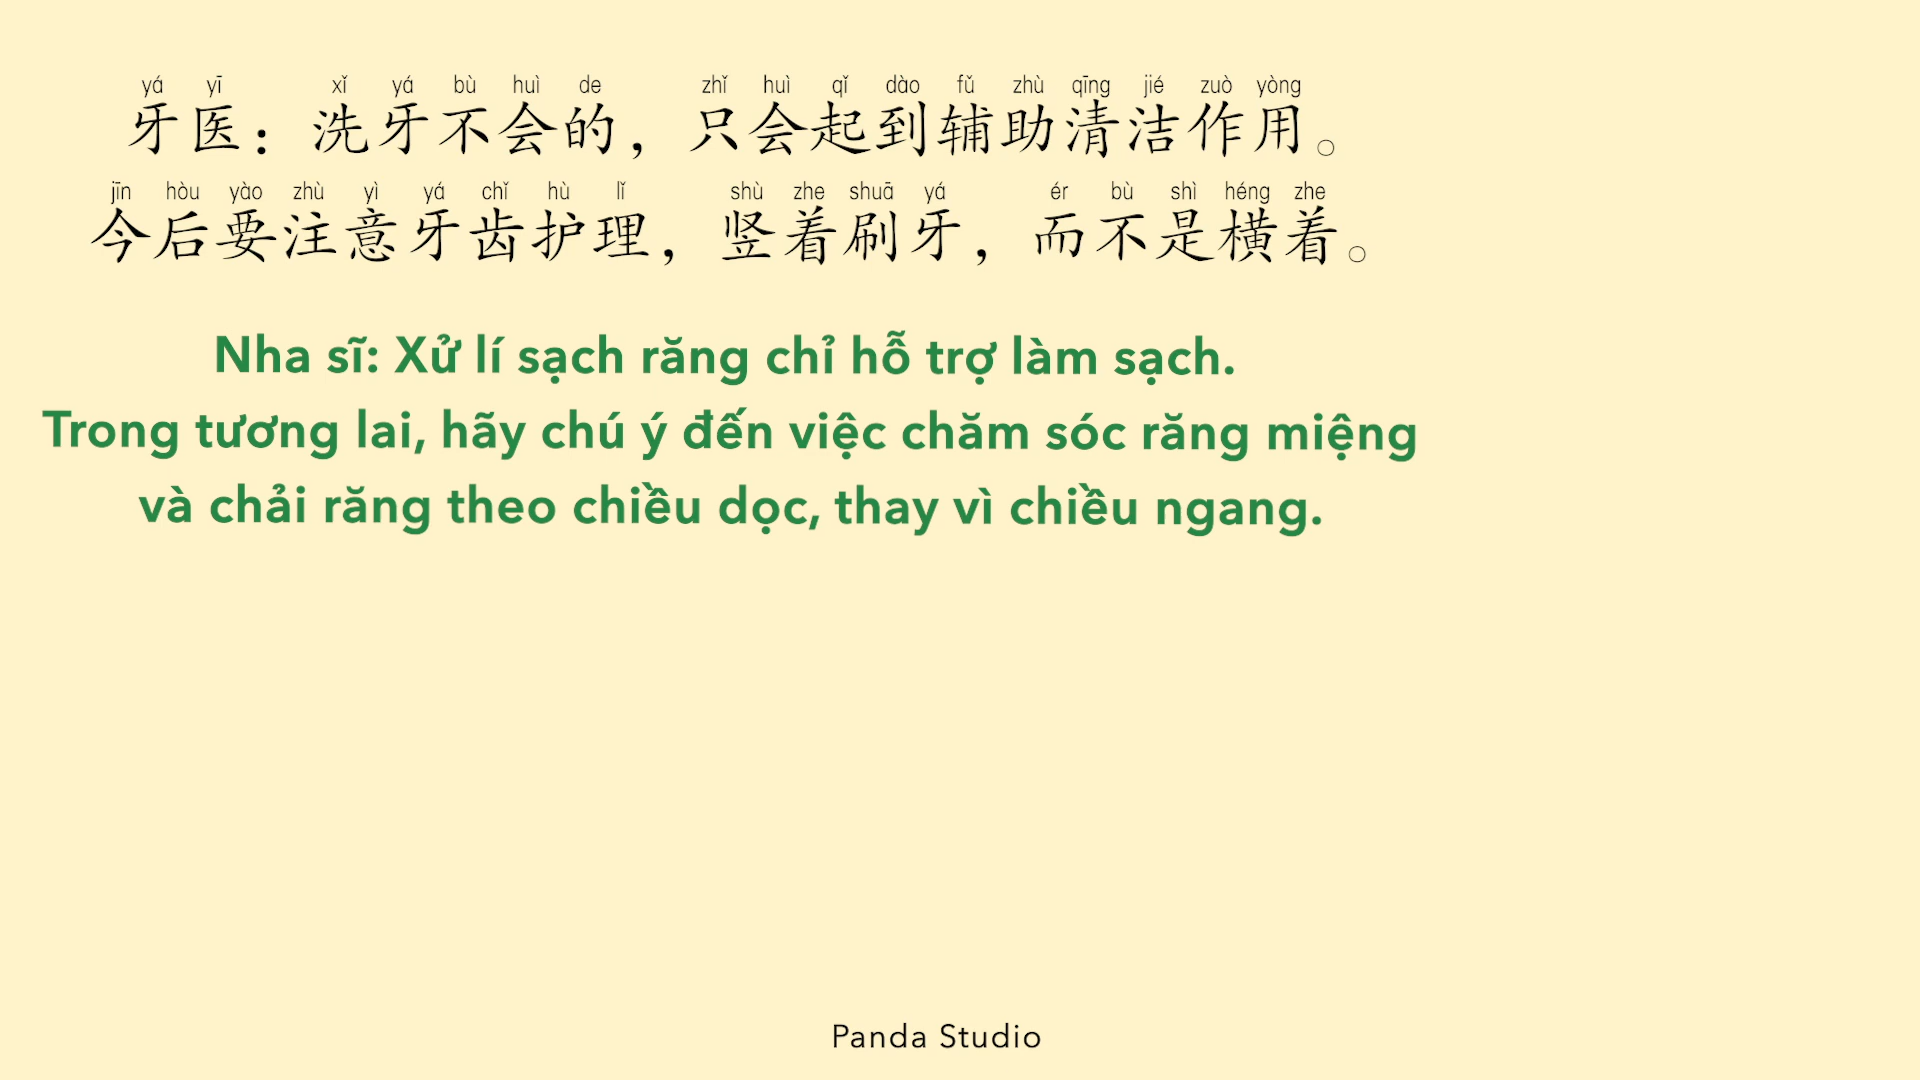 yá yī xǐ yá bù huì de zhǐ huì qǐ dào fǔ zhù qīng jié zuò yòng
牙医：洗牙不会的，只会起到辅助清洁作用。
jīn hòu yào zhù yì yá chǐ hù lǐ shù zhe shuā yá ér bù shì héng zhe
今后要注意牙齿护理，竖着刷牙，而不是横着。
Nha sĩ: Xử lí sạch răng chỉ hỗ trợ làm sạch.
Trong tương lai, hãy chú ý đến việc chăm sóc răng miệng
và chải răng theo chiều dọc, thay vì chiều ngang.
Panda Studio